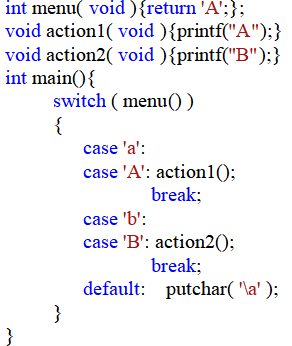 int menu( void ){return 'A';};
void action1( void ){printf("A");}
void action2( void ){printf("B");}
int main(){
switch ( menu() )
{
case 'a':
case 'A': action1();
break;
case 'b':
case 'B': action2();
break;
default: putchar( '\a' );
}
}